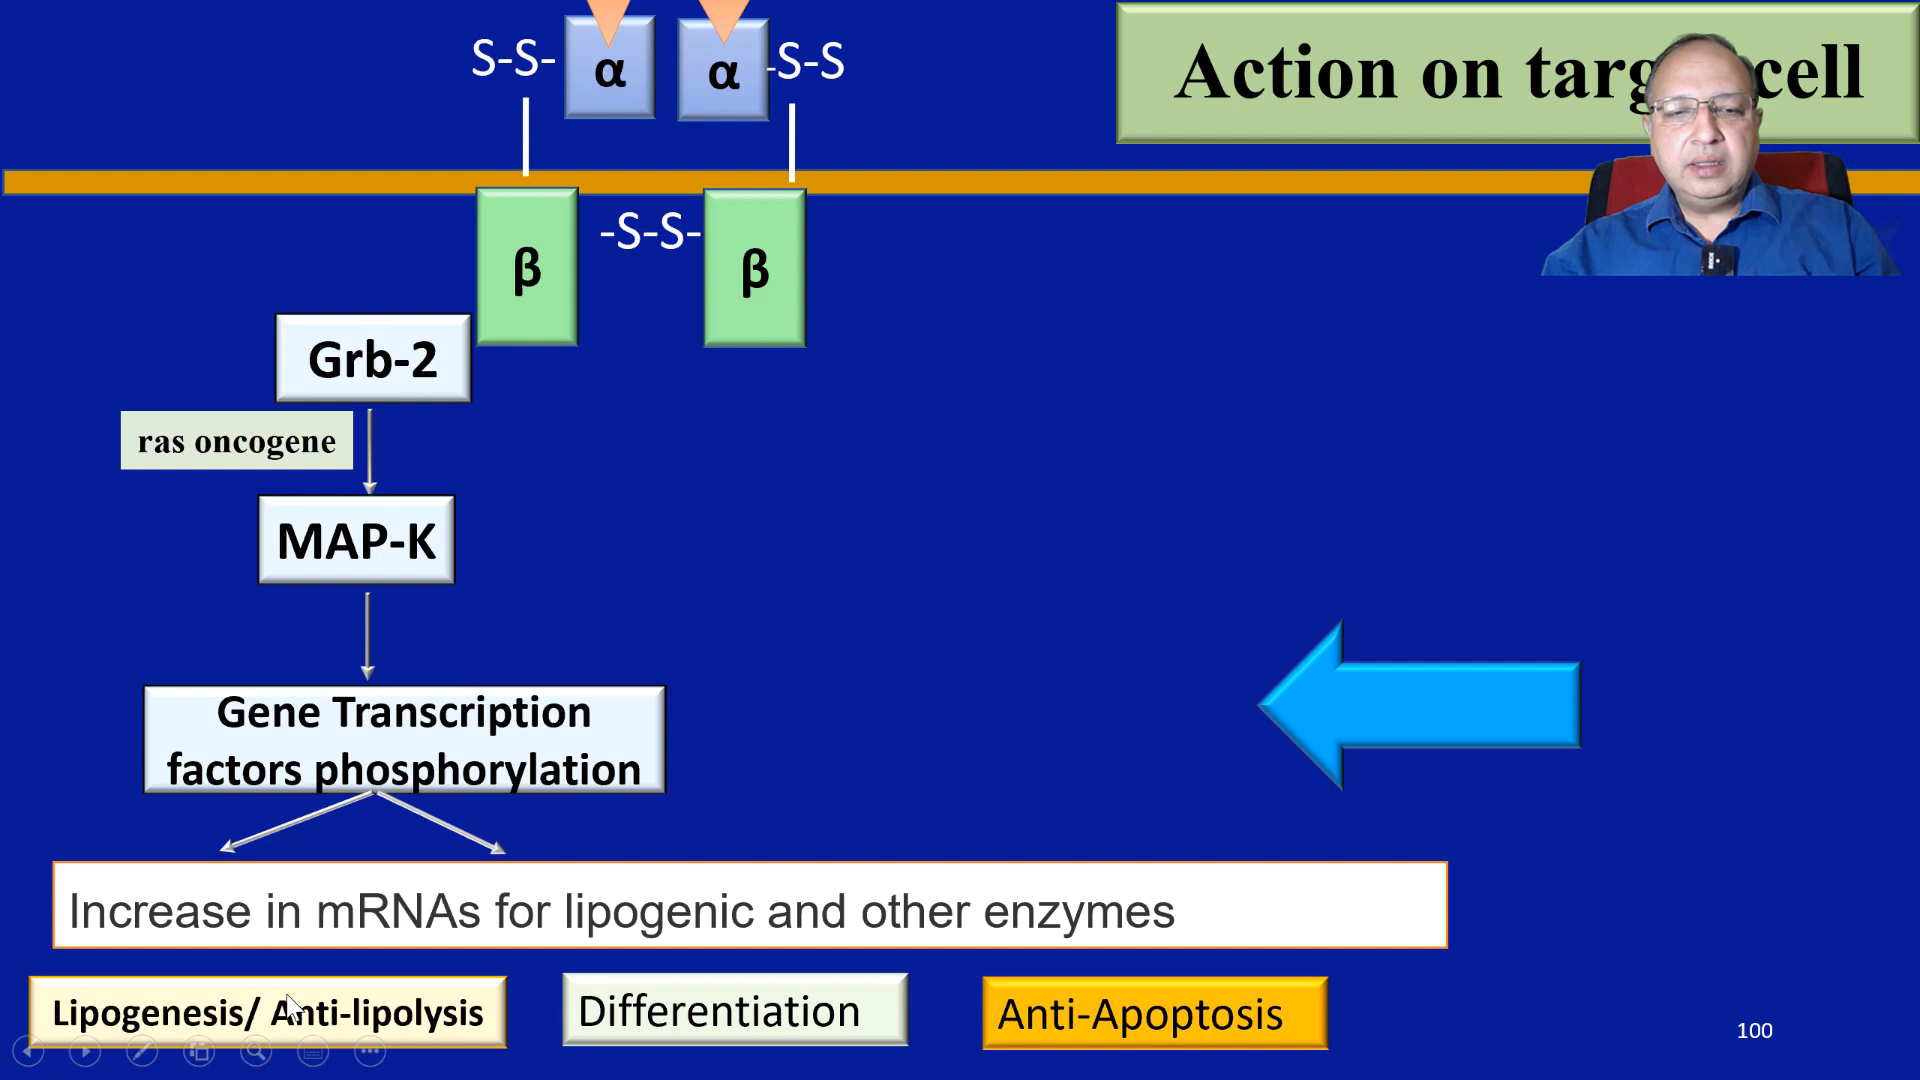 S-S-
α
α
-S-S
Action on targ cell
β
-S-S-
β
Grb-2
ras oncogene
MAP-K
Gene Transcription
factors phosphorylation
Increase in mRNAs for lipogenic and other enzymes
Lipogenesis/ Anti-lipolysis
Differentiation
Anti-Apoptosis
100